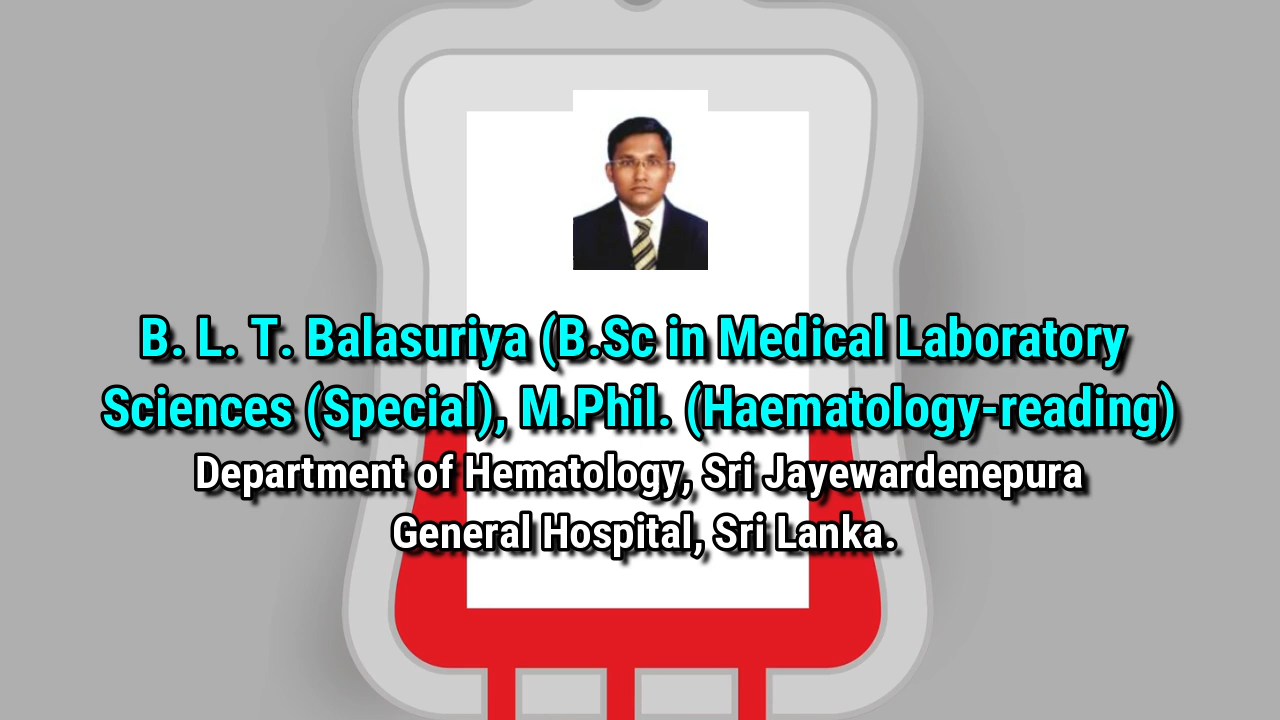 B. L. T. Balasuriya (B.Sc in Medical Laboratory
Sciences (Special), M.Phil. (Haematology-reading)
Department of Hematology, Sri Jayewardenepura
General Hospital, Sri Lanka.